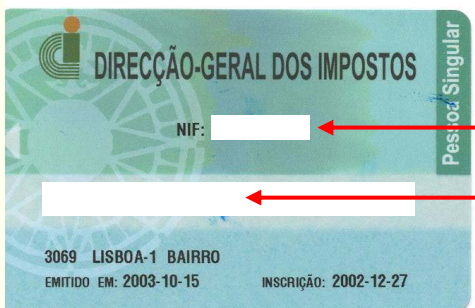 DIRECÇÃO-GERAL DOS IMPOSTOS
Pessoa Singular
NIF:
3069 LISBOA-1 BAIRRO
EMITIDO EM: 2003-10-15 INSCRIÇÃO: 2002-12-27